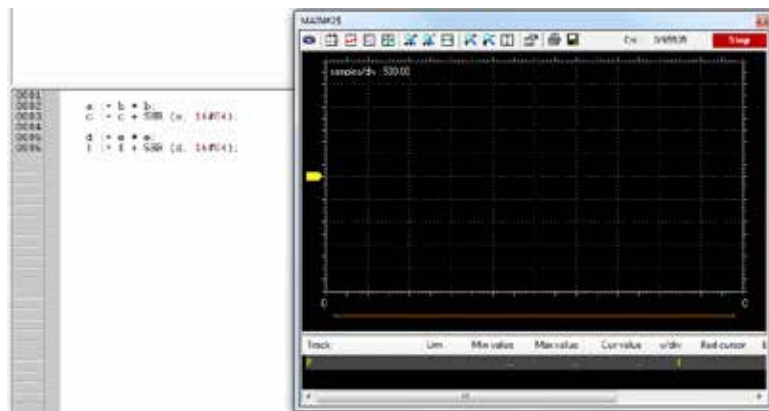 0001
0002 a := b * b;
0003 c := c + SHR (a, 16#04);
0004
0005 d := e * e;
0006 f := f + SHR (d, 16#04);
Stop
samples/div : 500.00
0 0
Track Um Min value Max value Cur value v/div Red cursor